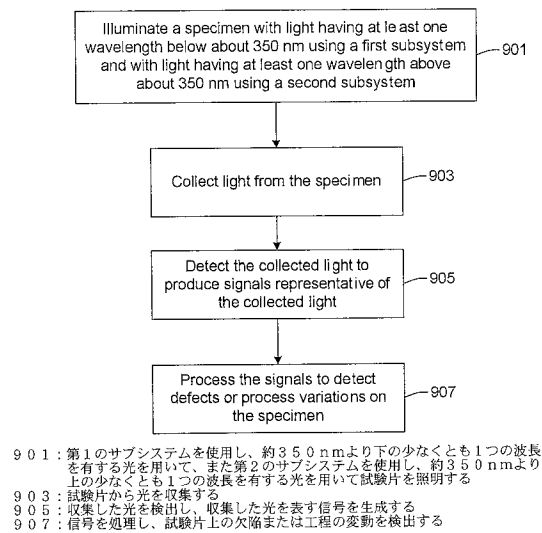 Illuminate a specimen with light having at least one
wavelength below about 350 nm using a first subsystem
and with light having at least one wavelength above
about 350 nm using a second subsystem
901
Collect light from the specimen
903
Detect the collected light to
produce signals representative of
the collected light
905
Process the signals to detect
defects or process variations on
the specimen
907
901：第1のサブシステムを使用し、約350nmより下の少なくとも1つの波長
を有する光を用いて、また第2のサブシステムを使用し、約350nmより
上の少なくとも1つの波長を有する光を用いて試験片を照明する
903：試験片から光を収集する
905：収集した光を検出し、収集した光を表す信号を生成する
907：信号を処理し、試験片上の欠陥または工程の変動を検出する